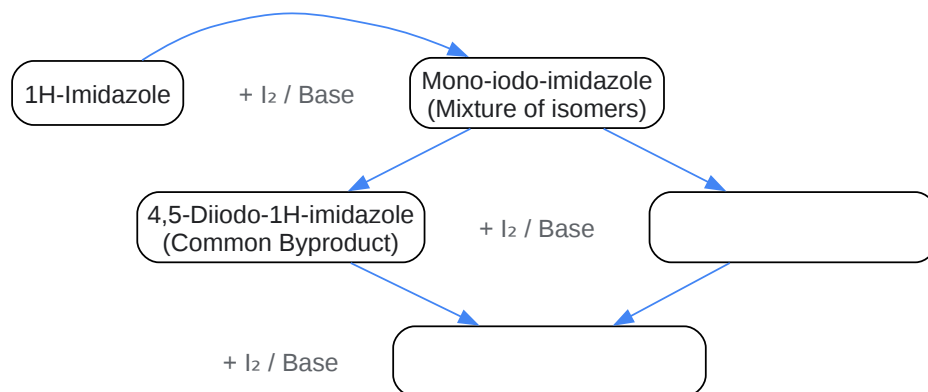 1H-Imidazole
+ I₂ / Base
Mono-iodo-imidazole
(Mixture of isomers)
4,5-Diiodo-1H-imidazole
(Common Byproduct)
+ I₂ / Base
+ I₂ / Base